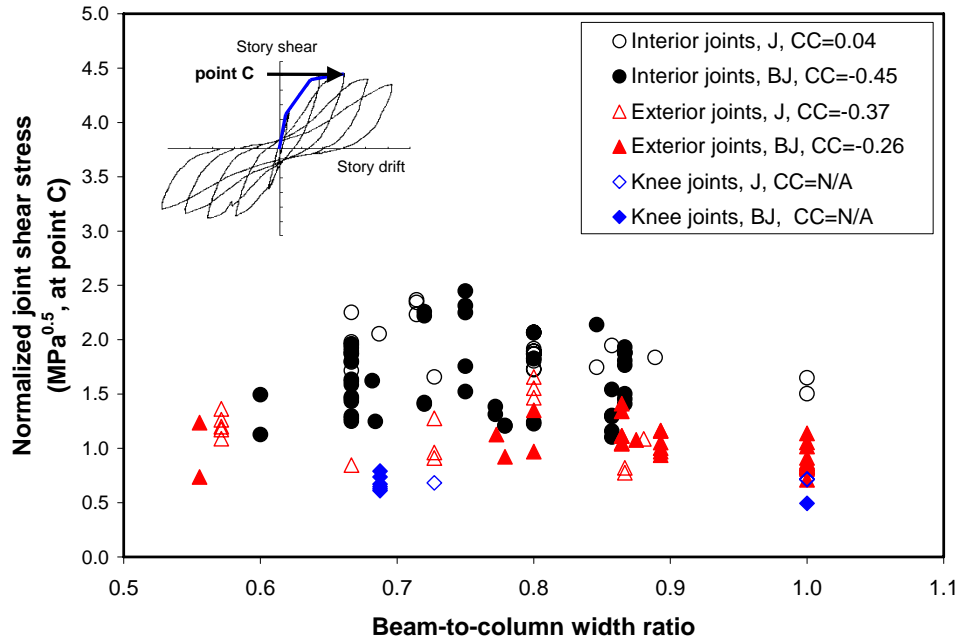 5.0
4.5
4.0
3.5
3.0
2.5
2.0
1.5
1.0
0.5
0.0
Normalized joint shear stress
(MPa^0.5, at point C)
Story shear
point C
Story drift
Interior joints, J, CC=0.04
Interior joints, BJ, CC=-0.45
Exterior joints, J, CC=-0.37
Exterior joints, BJ, CC=-0.26
Knee joints, J, CC=N/A
Knee joints, BJ, CC=N/A
0.5 0.6 0.7 0.8 0.9 1.0 1.1
Beam-to-column width ratio